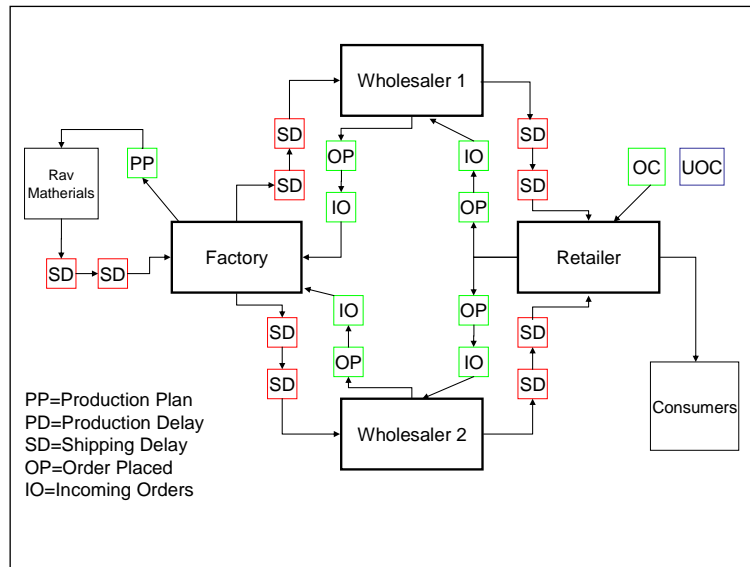 Wholesaler 1
SD
SD
OP
IO
SD
SD
IO
OP
PP
Rav
Matherials
OC
UOC
Factory
Retailer
SD
SD
SD
SD
IO
OP
OP
IO
SD
SD
PP=Production Plan
PD=Production Delay
SD=Shipping Delay
OP=Order Placed
IO=Incoming Orders
Wholesaler 2
Consumers